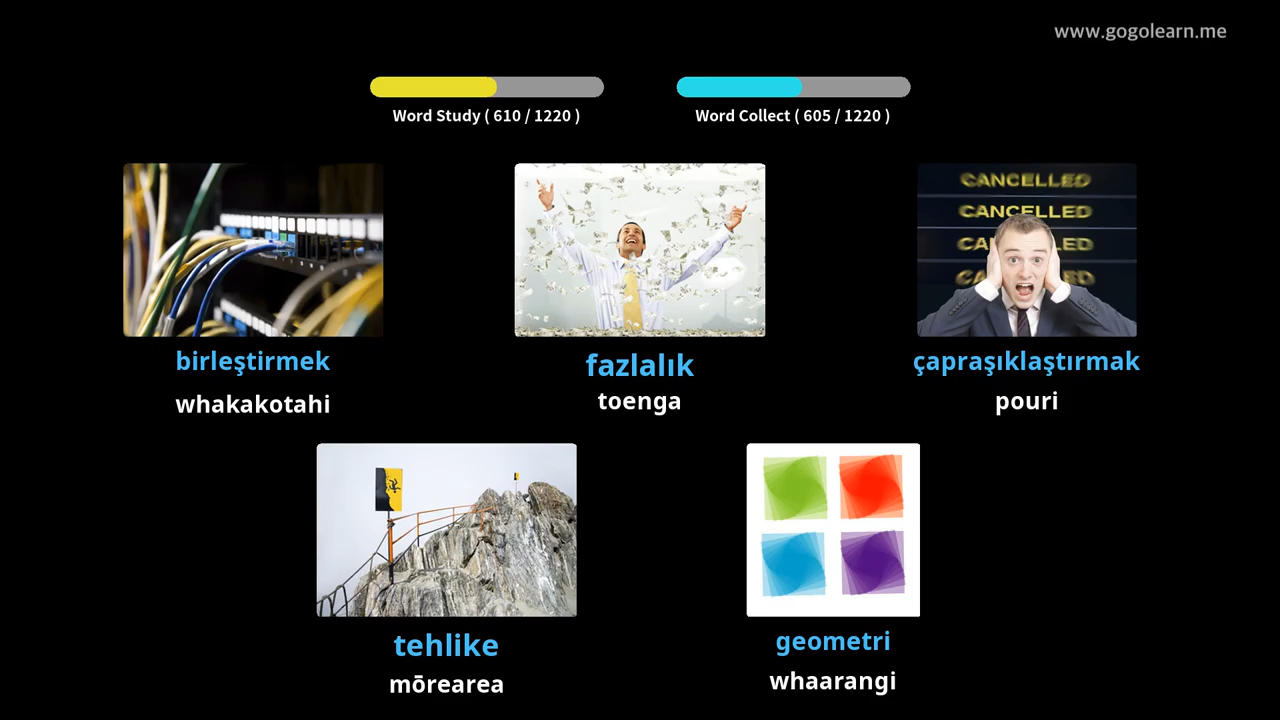 www.gogolearn.me
Word Study ( 610 / 1220 )
Word Collect ( 605 / 1220 )
CANCELLED
CANCELLED
birleştirmek
whakakotahi
fazlalık
toenga
çapraşıklaştırmak
pouri
tehlike
mōrearea
geometri
whaarangi